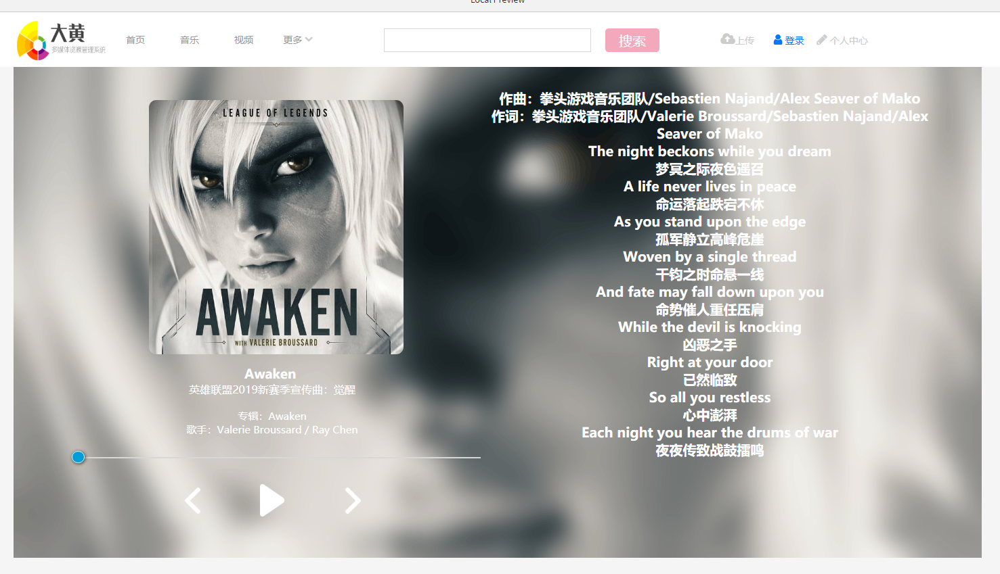 Local Preview
大黄
多媒体资源管理系统
首页
音乐
视频
更多
搜索
上传
登录
个人中心
LEAGUE OF LEGENDS
AWAKEN
WITH VALERIE BROUSSARD
Awaken
英雄联盟2019新赛季宣传曲：觉醒
专辑：Awaken
歌手：Valerie Broussard / Ray Chen
作曲：拳头游戏音乐团队/Sebastien Najand/Alex Seaver of Mako
作词：拳头游戏音乐团队/Valerie Broussard/Sebastien Najand/Alex
Seaver of Mako
The night beckons while you dream
梦冥之际夜色遥召
A life never lives in peace
命运落起跌宕不休
As you stand upon the edge
孤军静立高峰危崖
Woven by a single thread
千钧之时命悬一线
And fate may fall down upon you
命势催人重任压肩
While the devil is knocking
凶恶之手
Right at your door
已然临致
So all you restless
心中澎湃
Each night you hear the drums of war
夜夜传致战鼓擂鸣